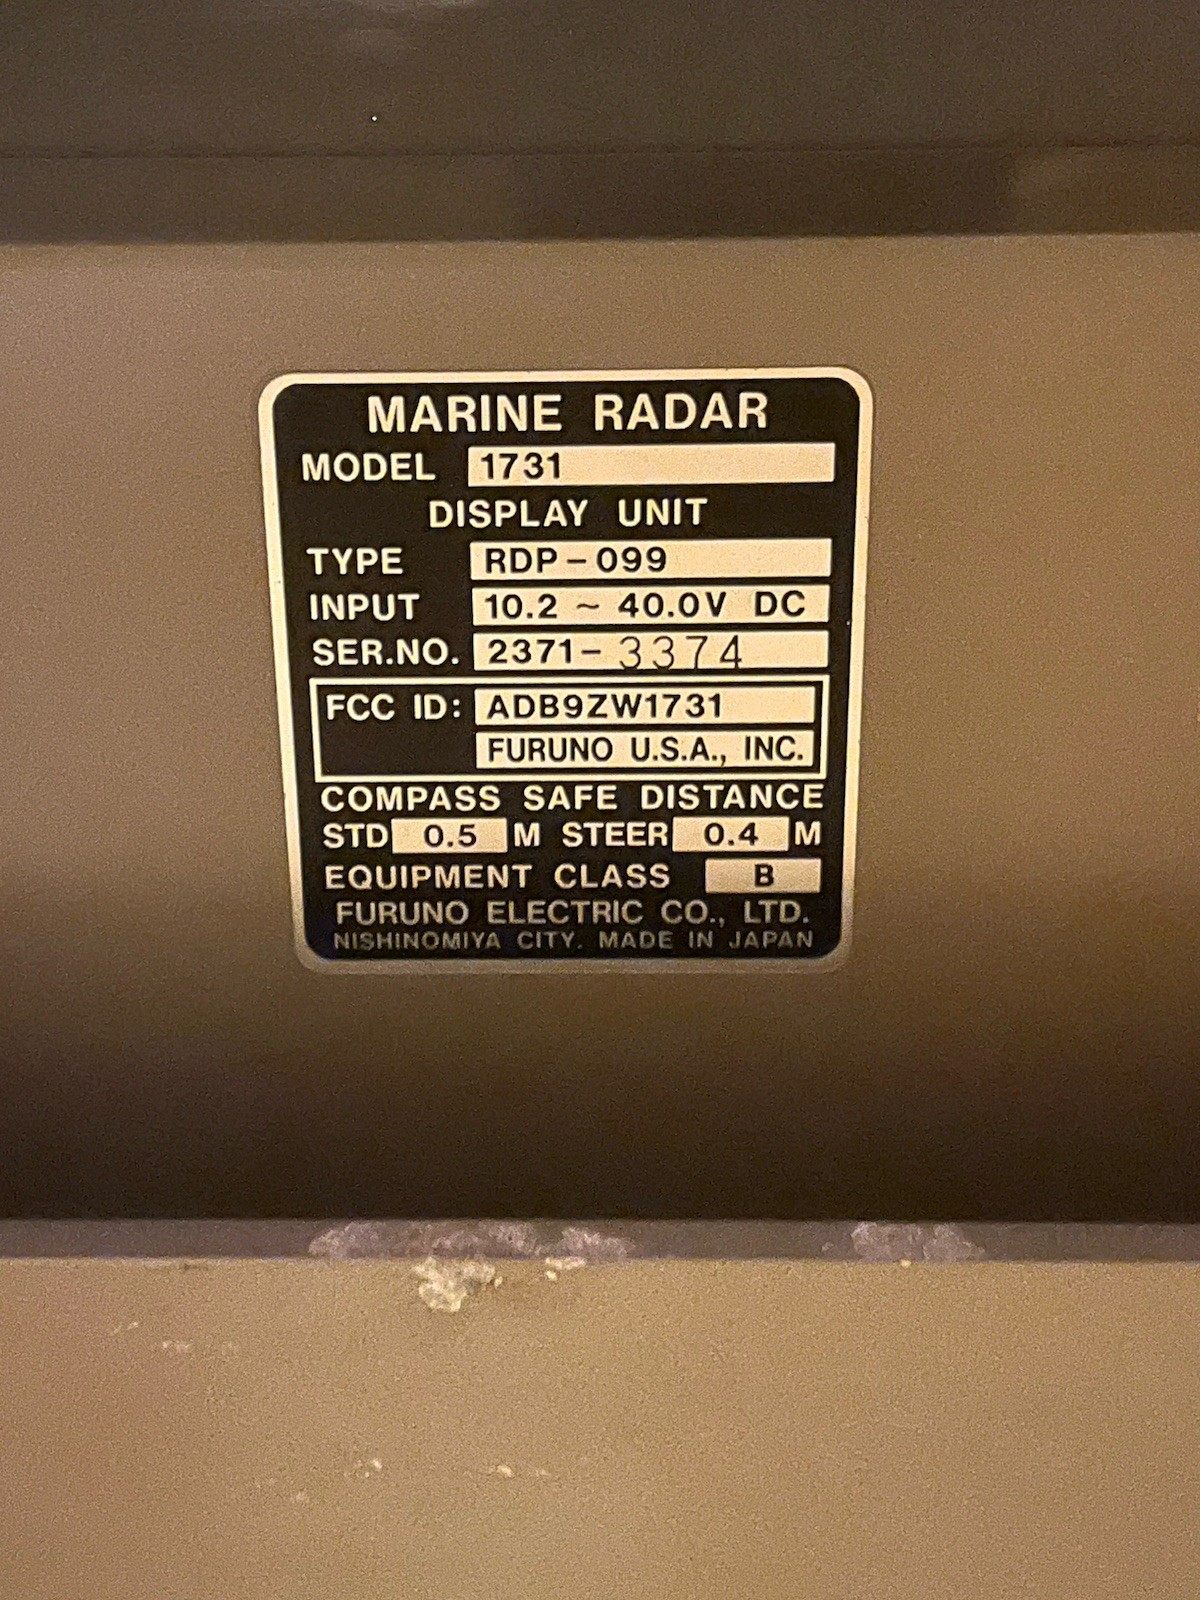 MARINE RADAR
MODEL 1731
DISPLAY UNIT
TYPE RDP-099
INPUT 10.2 ~ 40.0V DC
SER.NO. 2371-3374
FCC ID: ADB9ZW1731
FURUNO U.S.A., INC.
COMPASS SAFE DISTANCE
STD 0.5 M STEER 0.4 M
EQUIPMENT CLASS B
FURUNO ELECTRIC CO., LTD.
NISHINOMIYA CITY. MADE IN JAPAN